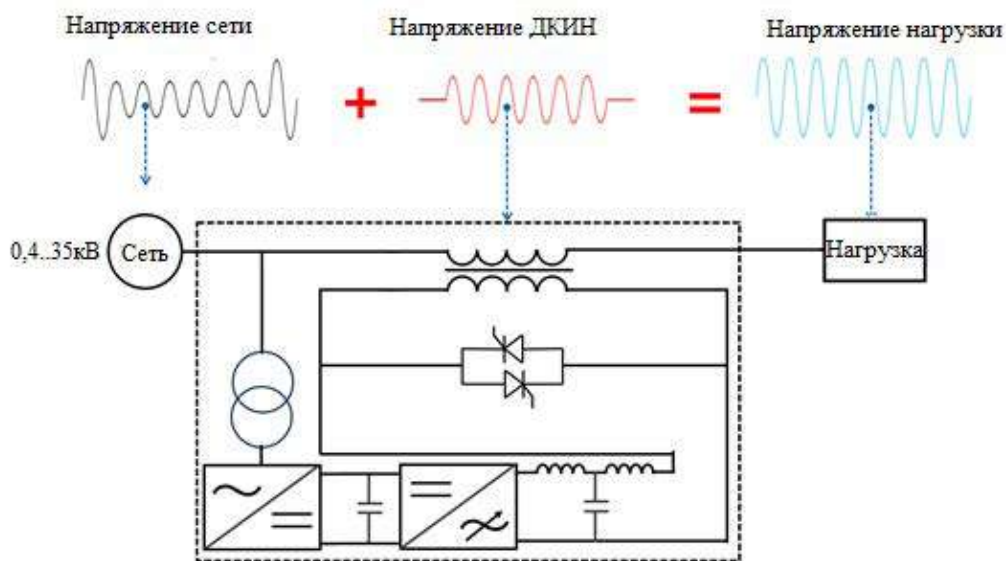 Напряжение сети
Напряжение ДКИН
Напряжение нагрузки
0,4..35кВ
Сеть
Нагрузка